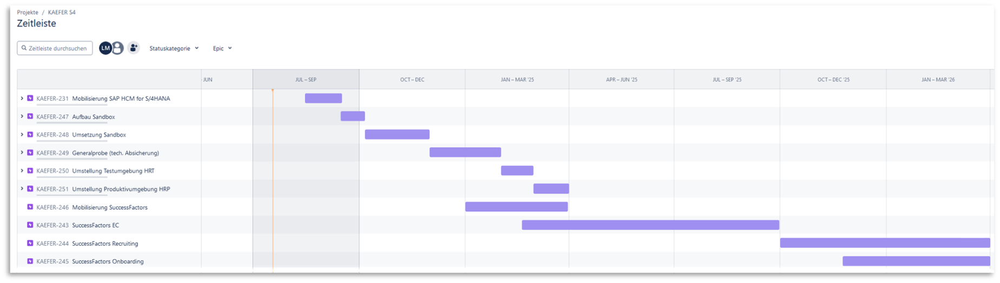 Projekte / KAEFER S4
Zeitleiste
Zeitleiste durchsuchen LM Statuskategorie Epic
- JUN JUL – SEP OCT – DEC JAN – MAR '25 APR – JUN '25 JUL – SEP '25 OCT – DEC '25 JAN – MAR '26
KAEFER-231 Mobilisierung SAP HCM for S/4HANA
KAEFER-247 Aufbau Sandbox
KAEFER-248 Umsetzung Sandbox
KAEFER-249 Generalprobe (tech. Absicherung)
KAEFER-250 Umstellung Testumgebung HRT
KAEFER-251 Umstellung Produktivumgebung HRP
KAEFER-246 Mobilisierung SuccessFactors
KAEFER-243 SuccessFactors EC
KAEFER-244 SuccessFactors Recruiting
KAEFER-245 SuccessFactors Onboarding